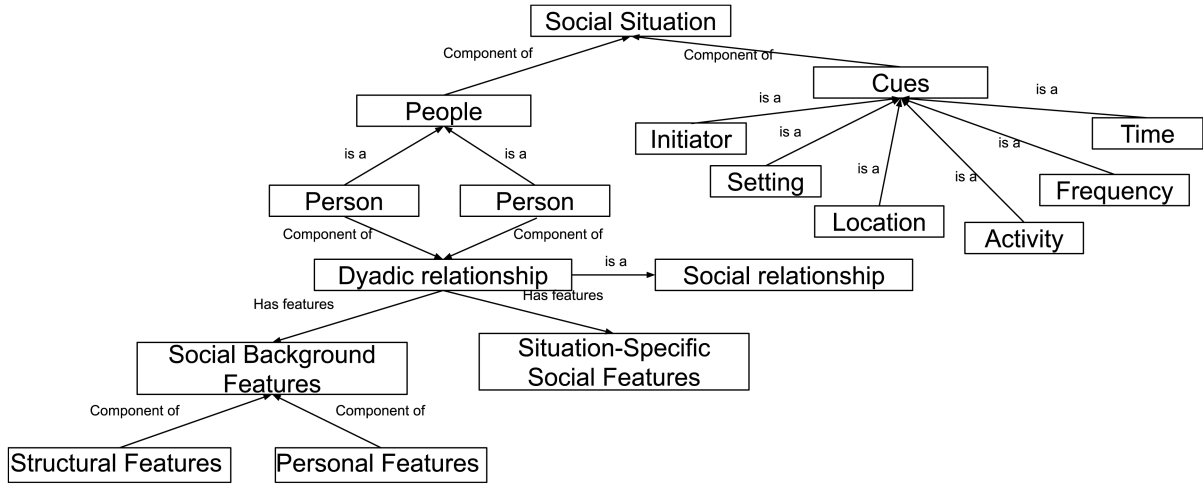 Social Situation
Component of
Component of
Cues
People
is a
is a
Initiator
Time
is a
is a
is a
is a
Setting
is a
is a
Frequency
Person
Person
Location
Activity
Component of
Component of
Dyadic relationship
is a
Social relationship
Has features
Has features
Social Background
Features
Situation-Specific
Social Features
Component of
Component of
Structural Features
Personal Features